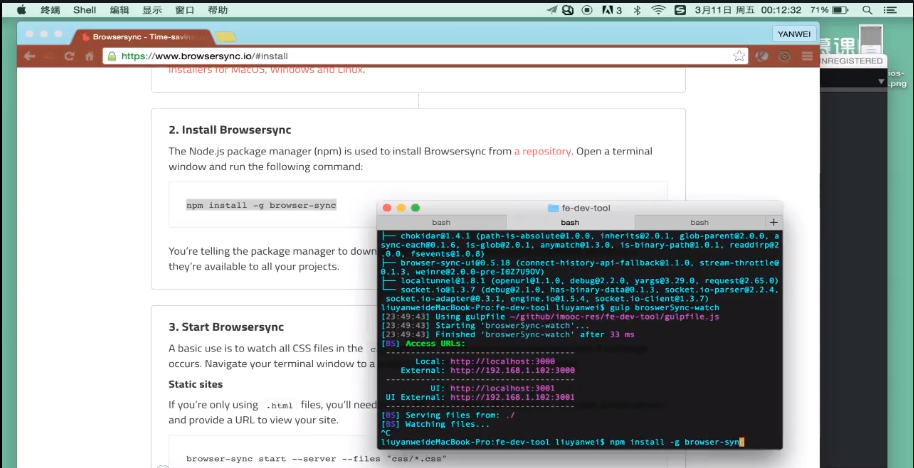 终端 Shell 编辑 显示 窗口 帮助 3 3月11日 周五 00:12:32 71%
Browsersync - Time-savin
YANWEI
https://www.browsersync.io/#install
慕课
UNREGISTERED
ios-
.png
installers for MacOS, Windows and Linux.
2. Install Browsersync
The Node.js package manager (npm) is used to install Browsersync from a repository. Open a terminal
window and run the following command:
npm install -g browser-sync
You're telling the package manager to down
they're available to all your projects.
3. Start Browsersync
A basic use is to watch all CSS files in the
occurs. Navigate your terminal window to a
Static sites
If you're only using .html files, you'll need
and provide a URL to view your site.
browser-sync start --server --files "css/*.css"
fe-dev-tool
bash bash bash +
├── chokidar@1.4.1 (path-is-absolute@1.0.0, inherits@2.0.1, glob-parent@2.0.0, a
sync-each@0.1.6, is-glob@2.0.1, anymatch@1.3.0, is-binary-path@1.0.1, readdirp@2
.0.0, fsevents@1.0.8)
├── browser-sync-ui@0.5.18 (connect-history-api-fallback@1.1.0, stream-throttle@
0.1.3, weinre@2.0.0-pre-I0Z7U9OV)
├── localtunnel@1.8.1 (openurl@1.1.0, debug@2.2.0, yargs@3.29.0, request@2.65.0)
└── socket.io@1.3.7 (debug@2.1.0, has-binary-data@0.1.3, socket.io-parser@2.2.4,
socket.io-adapter@0.3.1, engine.io@1.5.4, socket.io-client@1.3.7)
liuyanweideMacBook-Pro:fe-dev-tool liuyanwei$ gulp broswerSync-watch
[23:49:43] Using gulpfile ~/github/imooc-res/fe-dev-tool/gulpfile.js
[23:49:43] Starting 'broswerSync-watch'...
[23:49:43] Finished 'broswerSync-watch' after 33 ms
[BS] Access URLs:
--------------------------------------
Local: http://localhost:3000
External: http://192.168.1.102:3000
--------------------------------------
UI: http://localhost:3001
UI External: http://192.168.1.102:3001
--------------------------------------
[BS] Serving files from: ./
[BS] Watching files...
^C
liuyanweideMacBook-Pro:fe-dev-tool liuyanwei$ npm install -g browser-syn